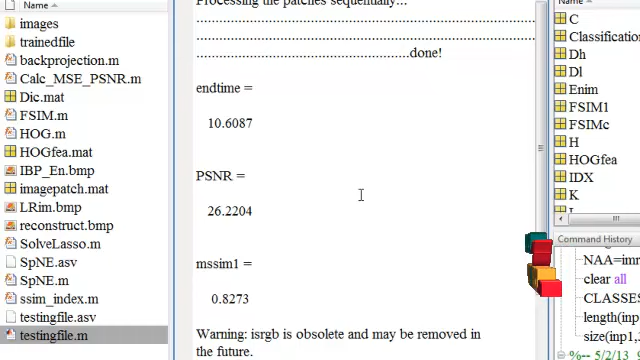 Name
images
trainedfile
backprojection.m
Calc_MSE_PSNR.m
Dic.mat
FSIM.m
HOG.m
HOGfea.mat
IBP_En.bmp
imagepatch.mat
LRim.bmp
reconstruct.bmp
SolveLasso.m
SpNE.asv
SpNE.m
ssim_index.m
testingfile.asv
testingfile.m
Processing the patches sequentially...
done!
endtime =
10.6087
PSNR =
26.2204
mssim1 =
0.8273
Warning: isrgb is obsolete and may be removed in
the future.
Name
C
Classification
Dh
Dl
Enim
FSIM1
FSIMc
H
HOGfea
IDX
K
Command History
NAA=imr
clear all
CLASSES
length(inp
size(inp1,
%-- 5/2/13